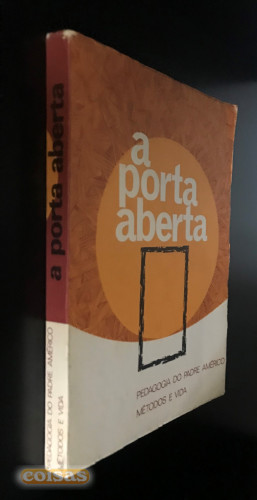 a porta aberta
PEDAGOGIA DO PADRE AMÉRICO
MÉTODOS E VIDA
a
porta
aberta
PEDAGOGIA DO PADRE AMÉRICO
MÉTODOS E VIDA
coisas